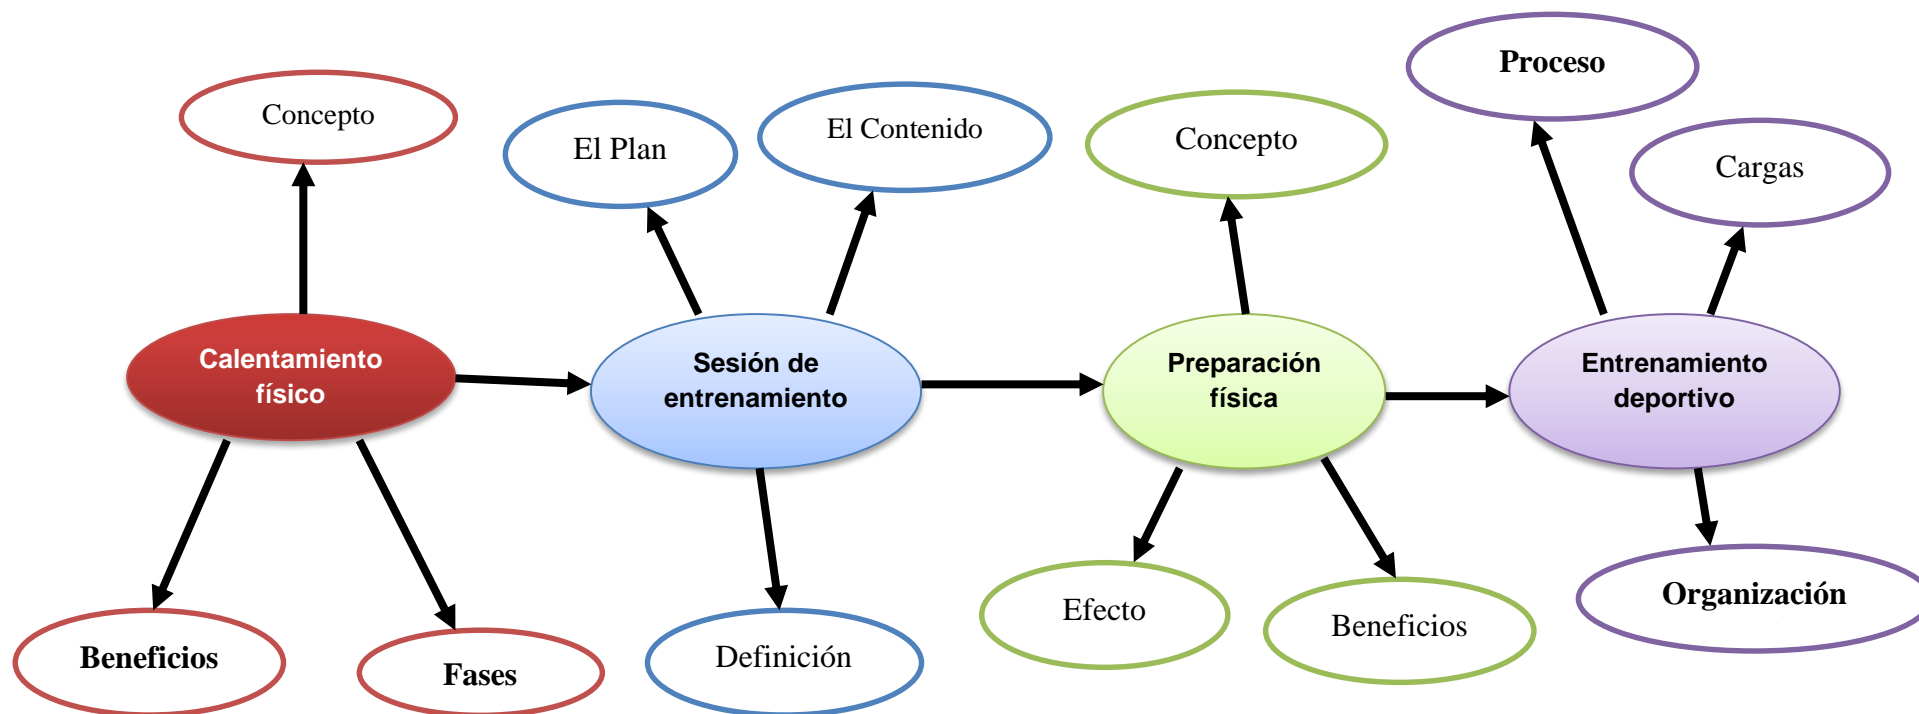 Proceso
Concepto
El Plan
El Contenido
Concepto
Cargas
Calentamiento
físico
Sesión de
entrenamiento
Preparación
física
Entrenamiento
deportivo
Beneficios
Fases
Definición
Efecto
Beneficios
Organización